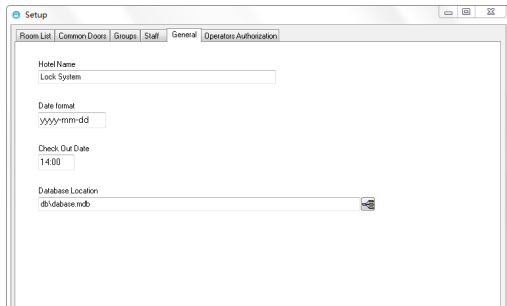 Setup
Room List Common Doors Groups Staff General Operators Authorization
Hotel Name
Lock System
Date format
yyyy-mm-dd
Check Out Date
14:00
Database Location
db\dabase.mdb